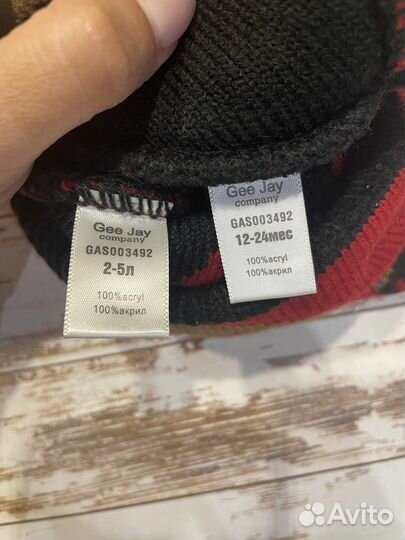 Gee Jay
company
GAS003492
2-5л
100%acryl
100%акрил
Gee Jay
company
GAS003492
12-24мес
100%acryl
100%акрил
Avito